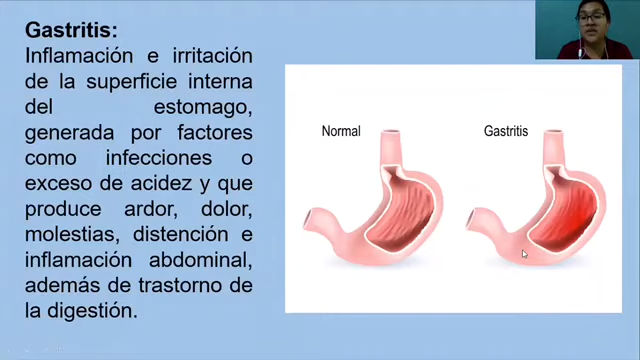 Gastritis:
Inflamación e irritación
de la superficie interna
del estomago,
generada por factores
como infecciones o
exceso de acidez y que
produce ardor, dolor,
molestias, distención e
inflamación abdominal,
además de trastorno de
la digestión.
Normal
Gastritis